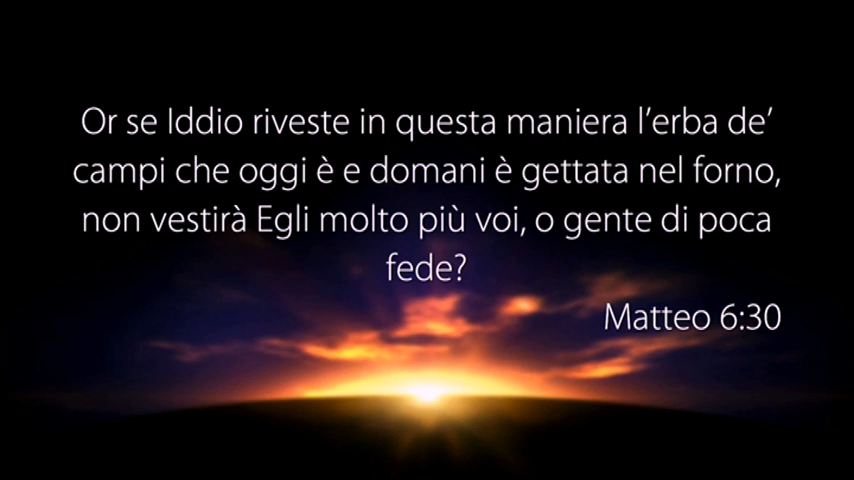 Or se Iddio riveste in questa maniera l’erba de’
campi che oggi è e domani è gettata nel forno,
non vestirà Egli molto più voi, o gente di poca
fede?
Matteo 6:30